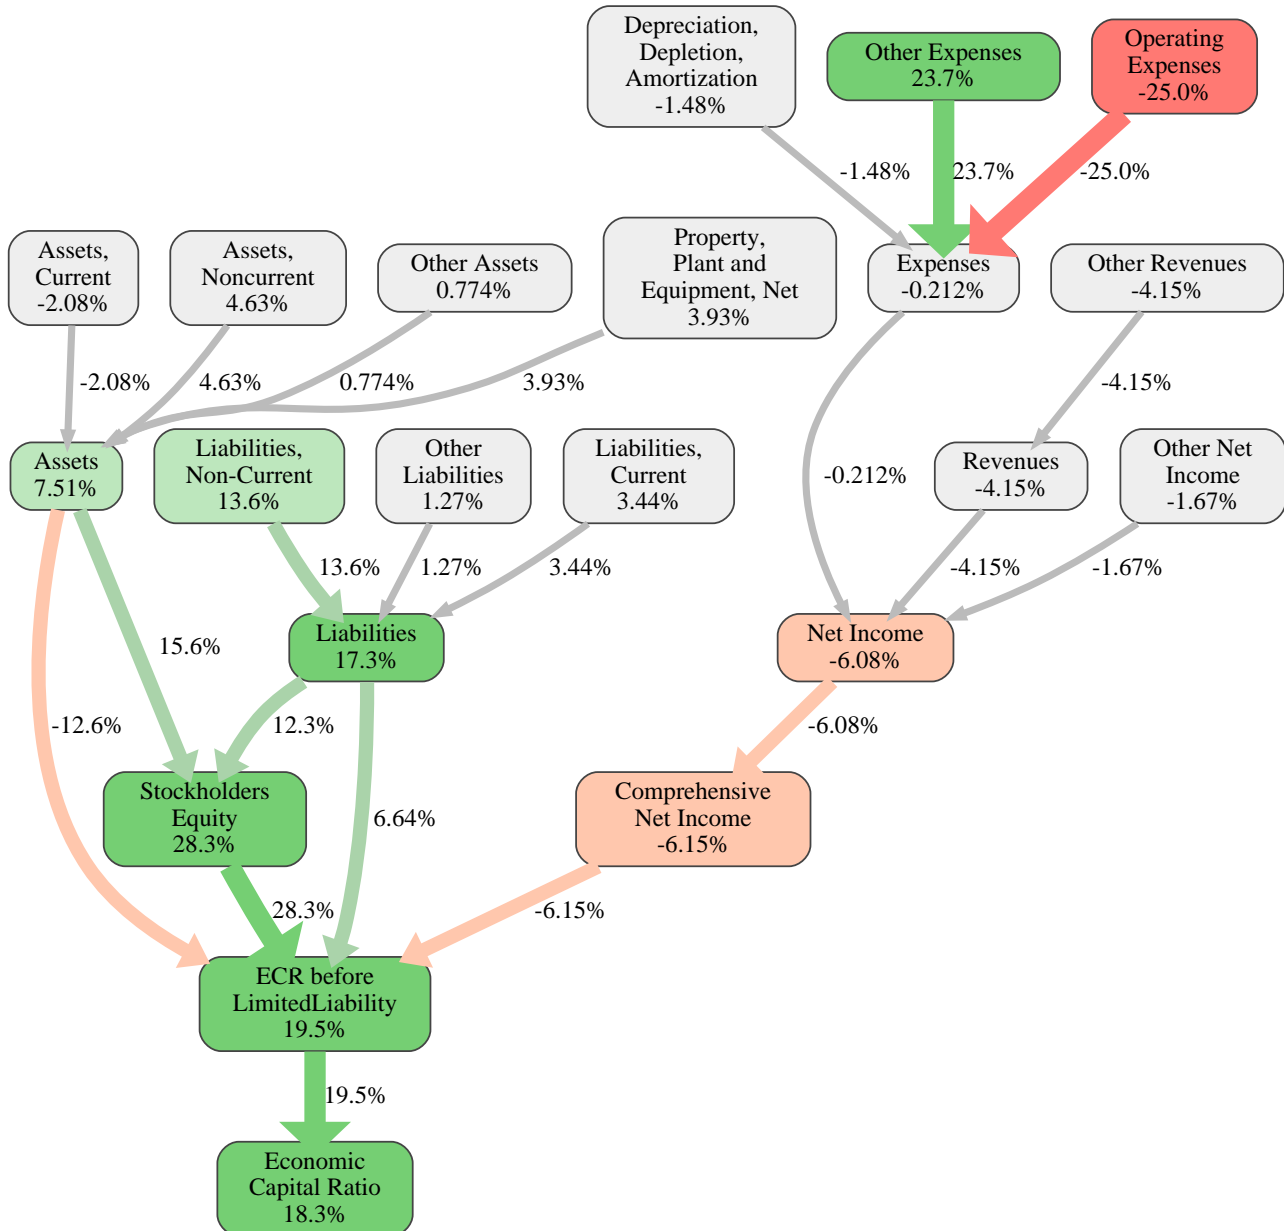 Depreciation,
Depletion,
Amortization
-1.48%
Other Expenses
23.7%
Operating
Expenses
-25.0%
-1.48%
23.7%
-25.0%
Assets,
Current
-2.08%
Assets,
Noncurrent
4.63%
Other Assets
0.774%
Property,
Plant and
Equipment, Net
3.93%
Expenses
-0.212%
Other Revenues
-4.15%
-2.08%
4.63%
0.774%
3.93%
-4.15%
Assets
7.51%
Liabilities,
Non-Current
13.6%
Other
Liabilities
1.27%
Liabilities,
Current
3.44%
-0.212%
Revenues
-4.15%
Other Net
Income
-1.67%
13.6%
1.27%
3.44%
-4.15%
-1.67%
15.6%
Liabilities
17.3%
Net Income
-6.08%
-12.6%
12.3%
-6.08%
Stockholders
Equity
28.3%
6.64%
Comprehensive
Net Income
-6.15%
28.3%
-6.15%
ECR before
LimitedLiability
19.5%
19.5%
Economic
Capital Ratio
18.3%